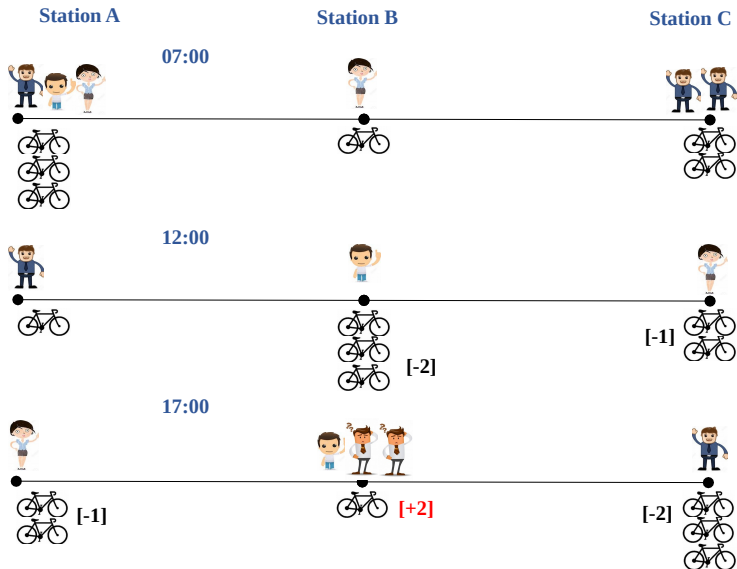 Station A
Station B
Station C
07:00
12:00
[-2]
[-1]
17:00
[-1]
[+2]
[-2]